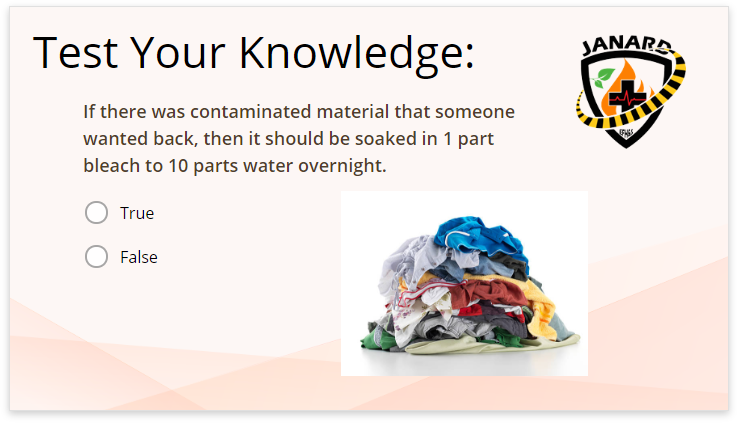 Test Your Knowledge:
JANARD
If there was contaminated material that someone
wanted back, then it should be soaked in 1 part
bleach to 10 parts water overnight.
True
False